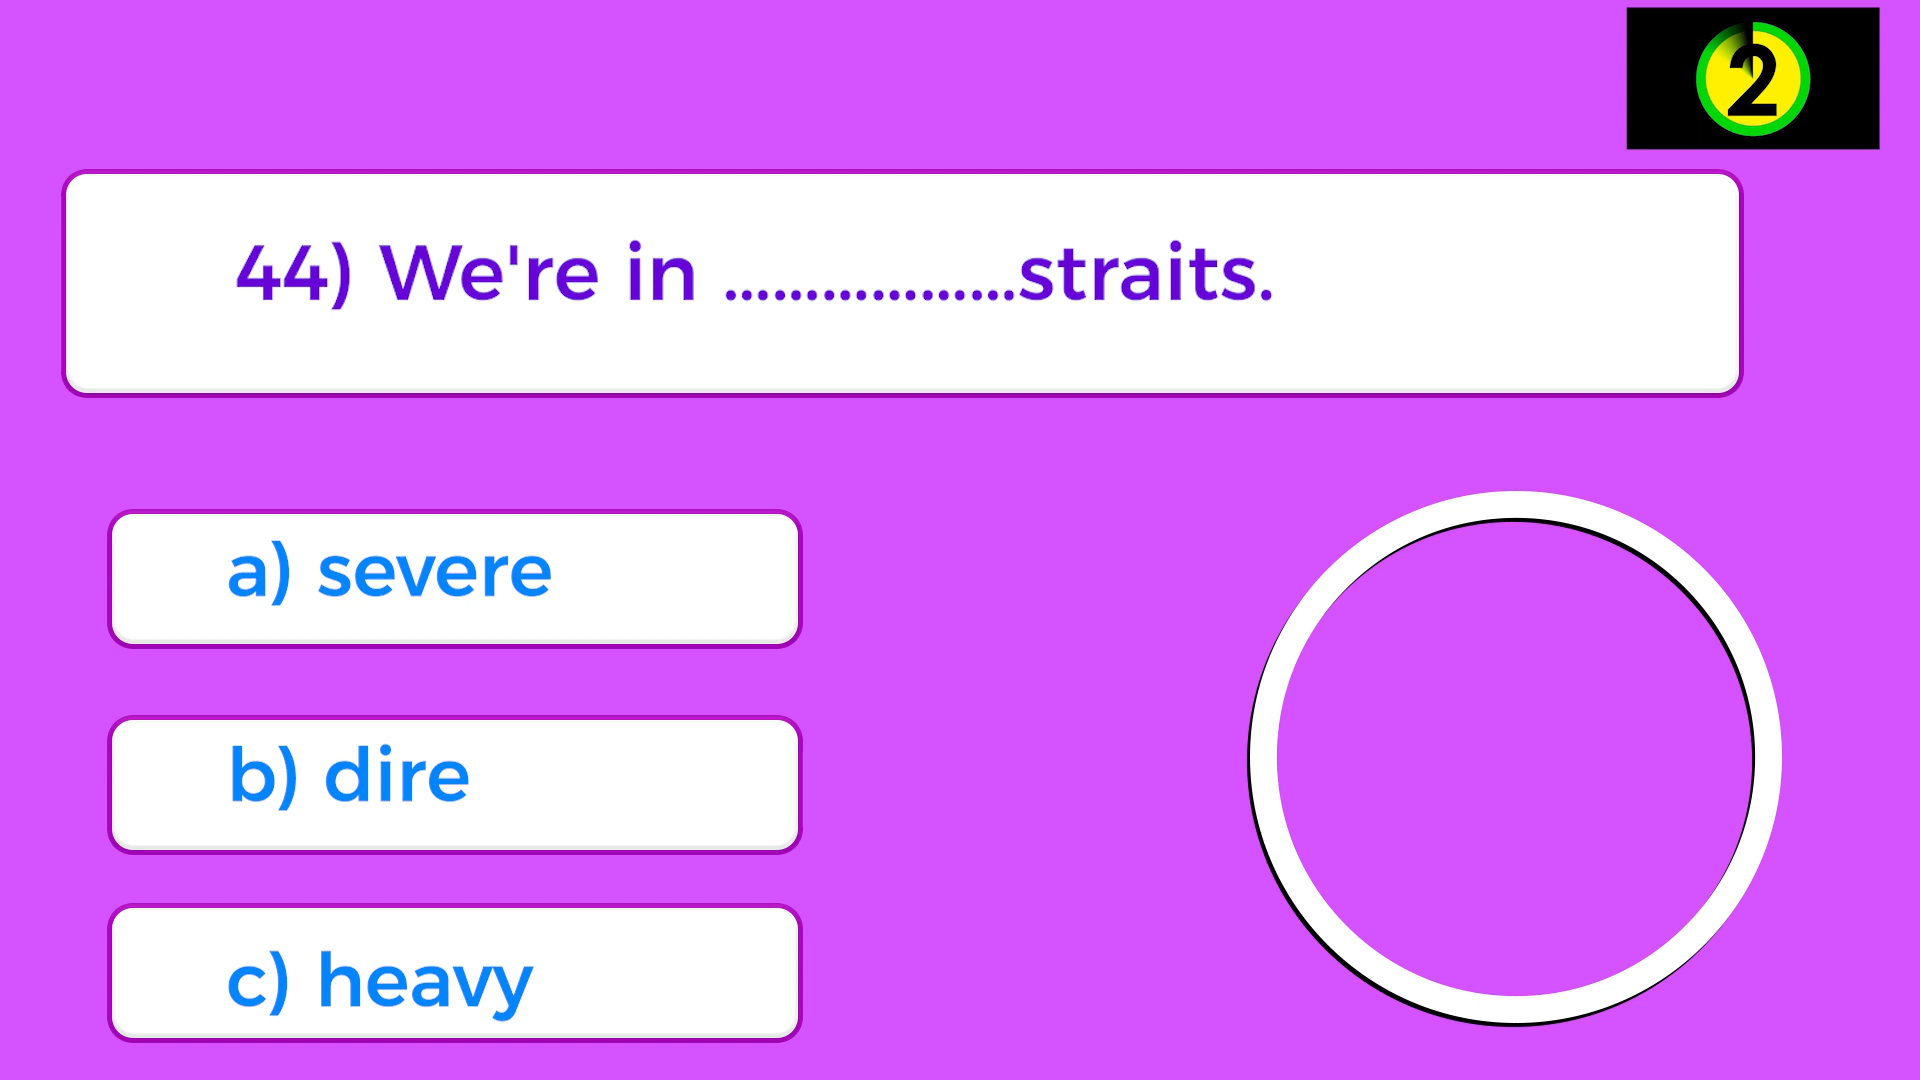 2
44) We're in ..................straits.
a) severe
b) dire
c) heavy